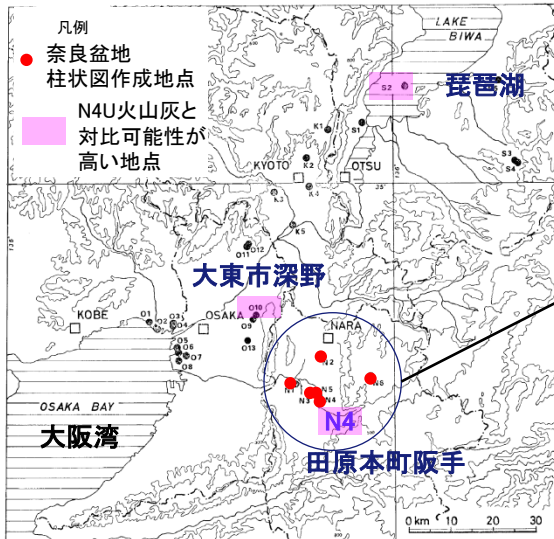 凡例
奈良盆地
柱状図作成地点
N4U火山灰と
対比可能性が
高い地点
LAKE
BIWA
琵琶湖
S2
S1
K1
K2
KYOTO
OTSU
S3
S4
K3
K4
35°
K5
O12
O11
大東市深野
136°
O10
KOBE
O1
O2
O3
O4
OSAKA
O9
NARA
O5
O6
O7
O8
O13
N2
N1
N6
N5
N3
N4
OSAKA BAY
N4
大阪湾
田原本町阪手
0 km
10
20
30